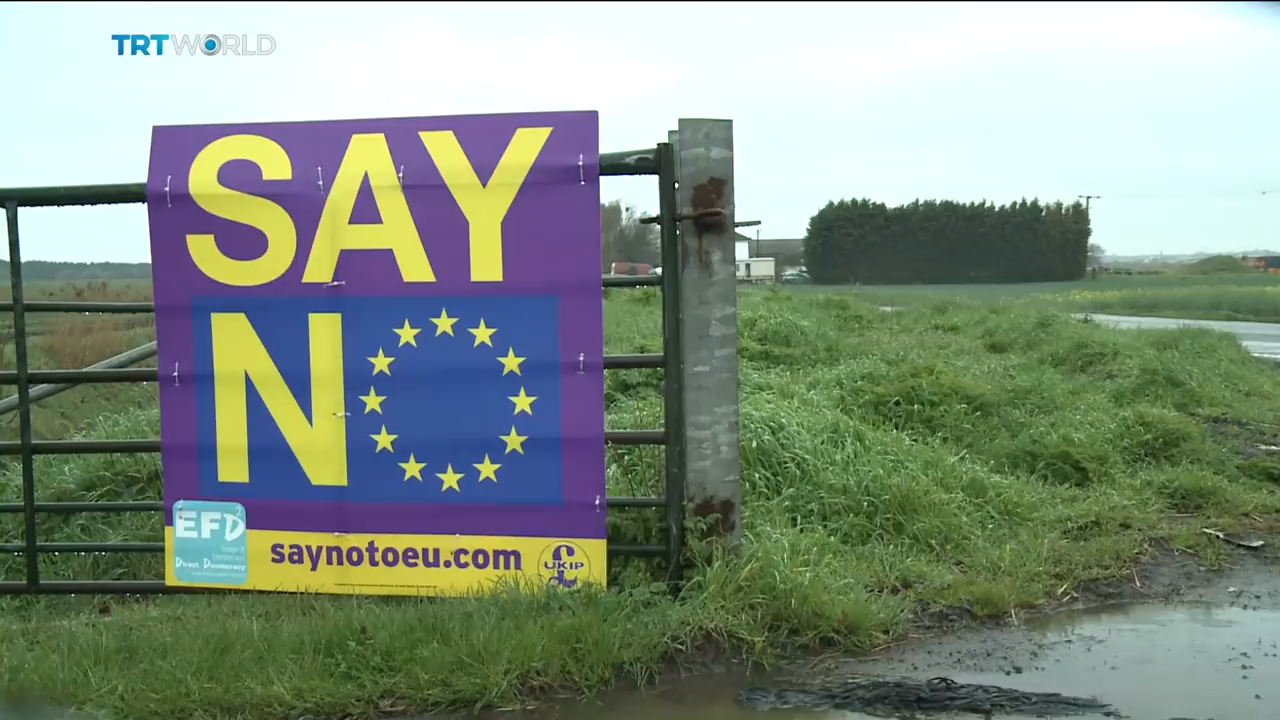 TRT WORLD
SAY
NO
EFD
Direct Democracy
saynotoeu.com
UKIP